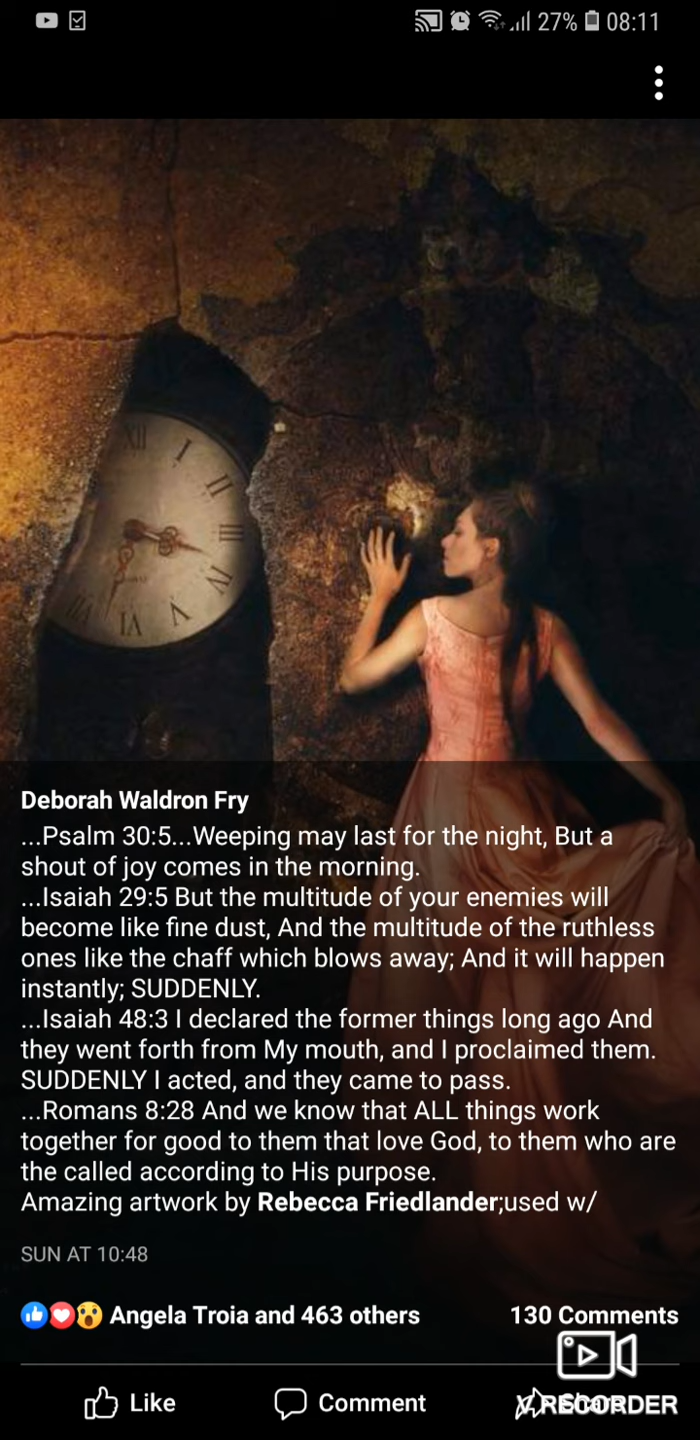 27% 08:11
XII
I
II
III
IV
V
VI
VII
Deborah Waldron Fry
...Psalm 30:5...Weeping may last for the night, But a
shout of joy comes in the morning.
...Isaiah 29:5 But the multitude of your enemies will
become like fine dust, And the multitude of the ruthless
ones like the chaff which blows away; And it will happen
instantly; SUDDENLY.
...Isaiah 48:3 I declared the former things long ago And
they went forth from My mouth, and I proclaimed them.
SUDDENLY I acted, and they came to pass.
...Romans 8:28 And we know that ALL things work
together for good to them that love God, to them who are
the called according to His purpose.
Amazing artwork by Rebecca Friedlander;used w/
SUN AT 10:48
Angela Troia and 463 others 130 Comments
Like Comment Share
V RECORDER